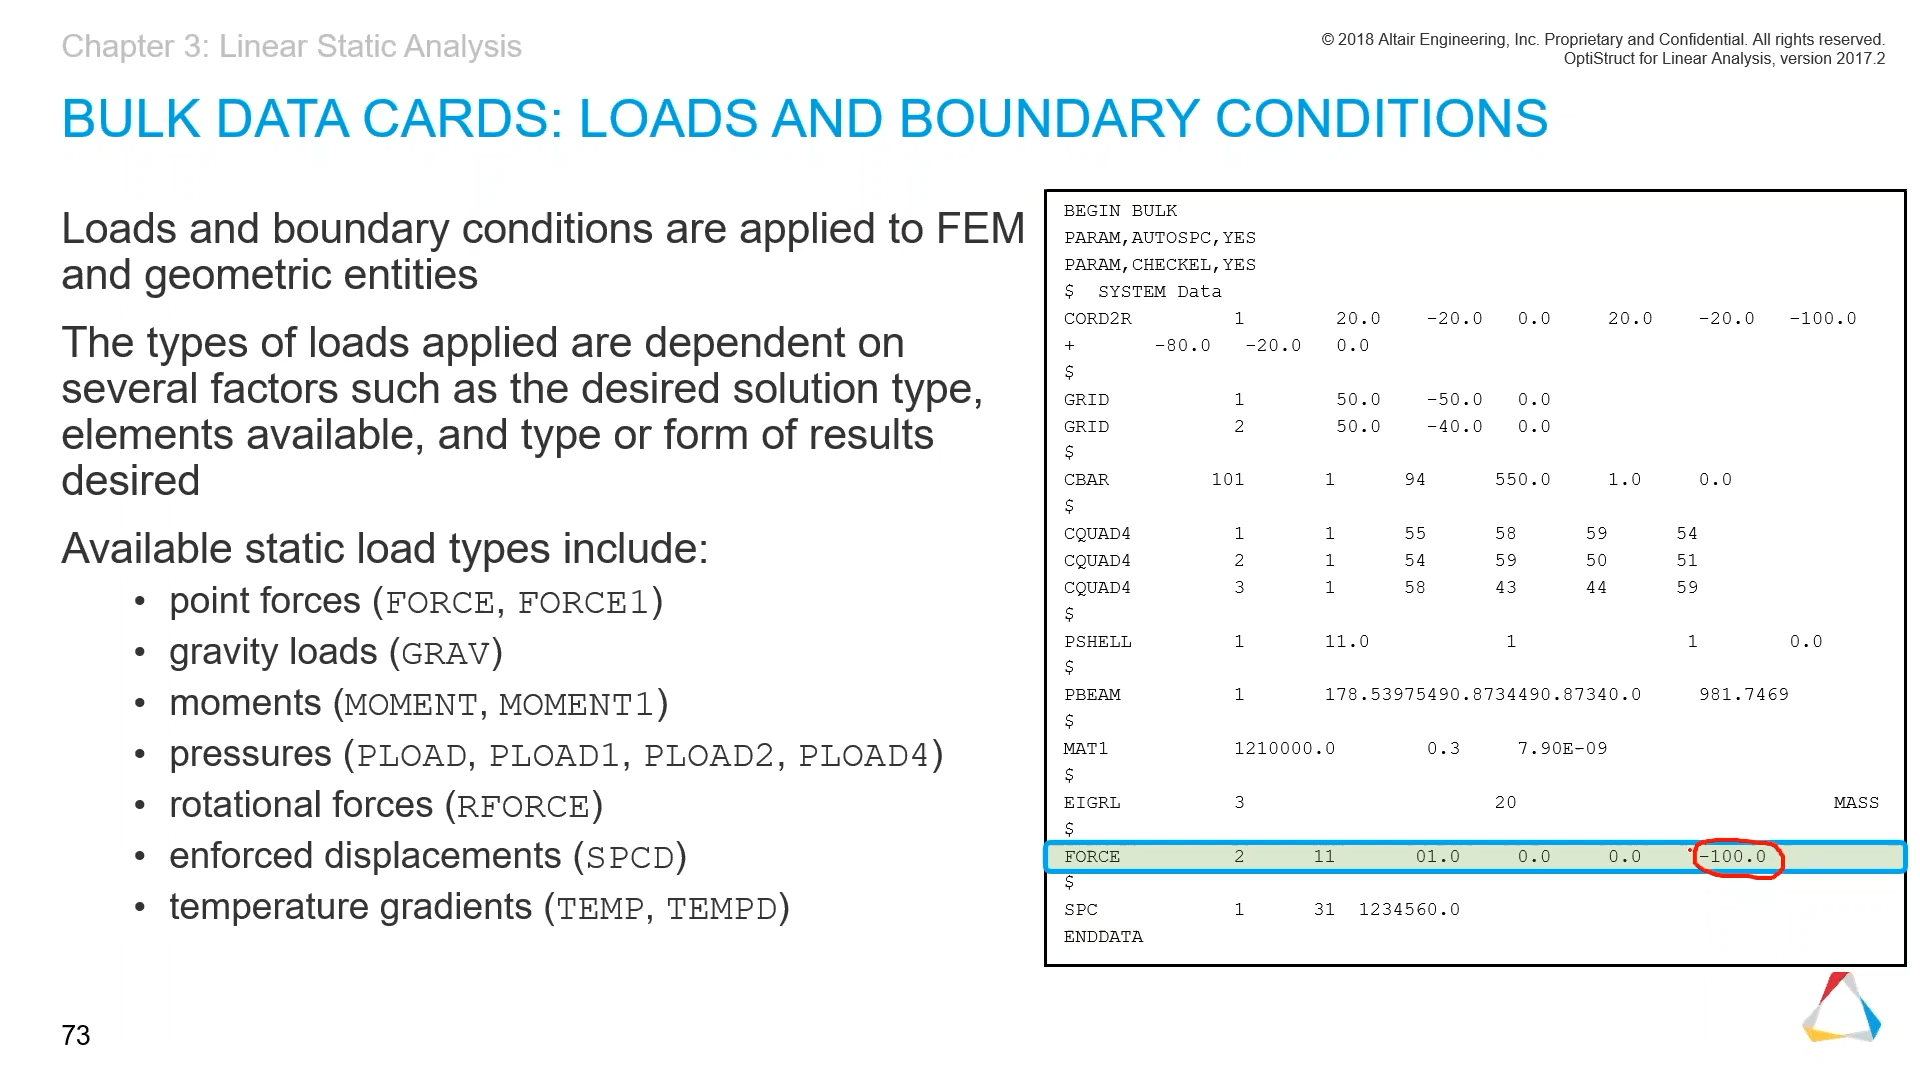 Chapter 3: Linear Static Analysis
© 2018 Altair Engineering, Inc. Proprietary and Confidential. All rights reserved.
OptiStruct for Linear Analysis, version 2017.2
BULK DATA CARDS: LOADS AND BOUNDARY CONDITIONS
Loads and boundary conditions are applied to FEM
and geometric entities
The types of loads applied are dependent on
several factors such as the desired solution type,
elements available, and type or form of results
desired
Available static load types include:
• point forces (FORCE, FORCE1)
• gravity loads (GRAV)
• moments (MOMENT, MOMENT1)
• pressures (PLOAD, PLOAD1, PLOAD2, PLOAD4)
• rotational forces (RFORCE)
• enforced displacements (SPCD)
• temperature gradients (TEMP, TEMPD)
BEGIN BULK
PARAM,AUTOSPC,YES
PARAM,CHECKEL,YES
$  SYSTEM Data
CORD2R         1        20.0    -20.0   0.0     20.0    -20.0   -100.0
+       -80.0   -20.0   0.0
$
GRID           1        50.0    -50.0   0.0
GRID           2        50.0    -40.0   0.0
$
CBAR         101       1      94      550.0     1.0     0.0
$
CQUAD4         1       1      55      58      59      54
CQUAD4         2       1      54      59      50      51
CQUAD4         3       1      58      43      44      59
$
PSHELL         1       11.0            1               1        0.0
$
PBEAM          1       178.53975490.8734490.87340.0     981.7469
$
MAT1           1210000.0        0.3     7.90E-09
$
EIGRL          3                      20                            MASS
$
FORCE          2      11       01.0     0.0     0.0     -100.0
$
SPC            1      31  1234560.0
ENDDATA
73